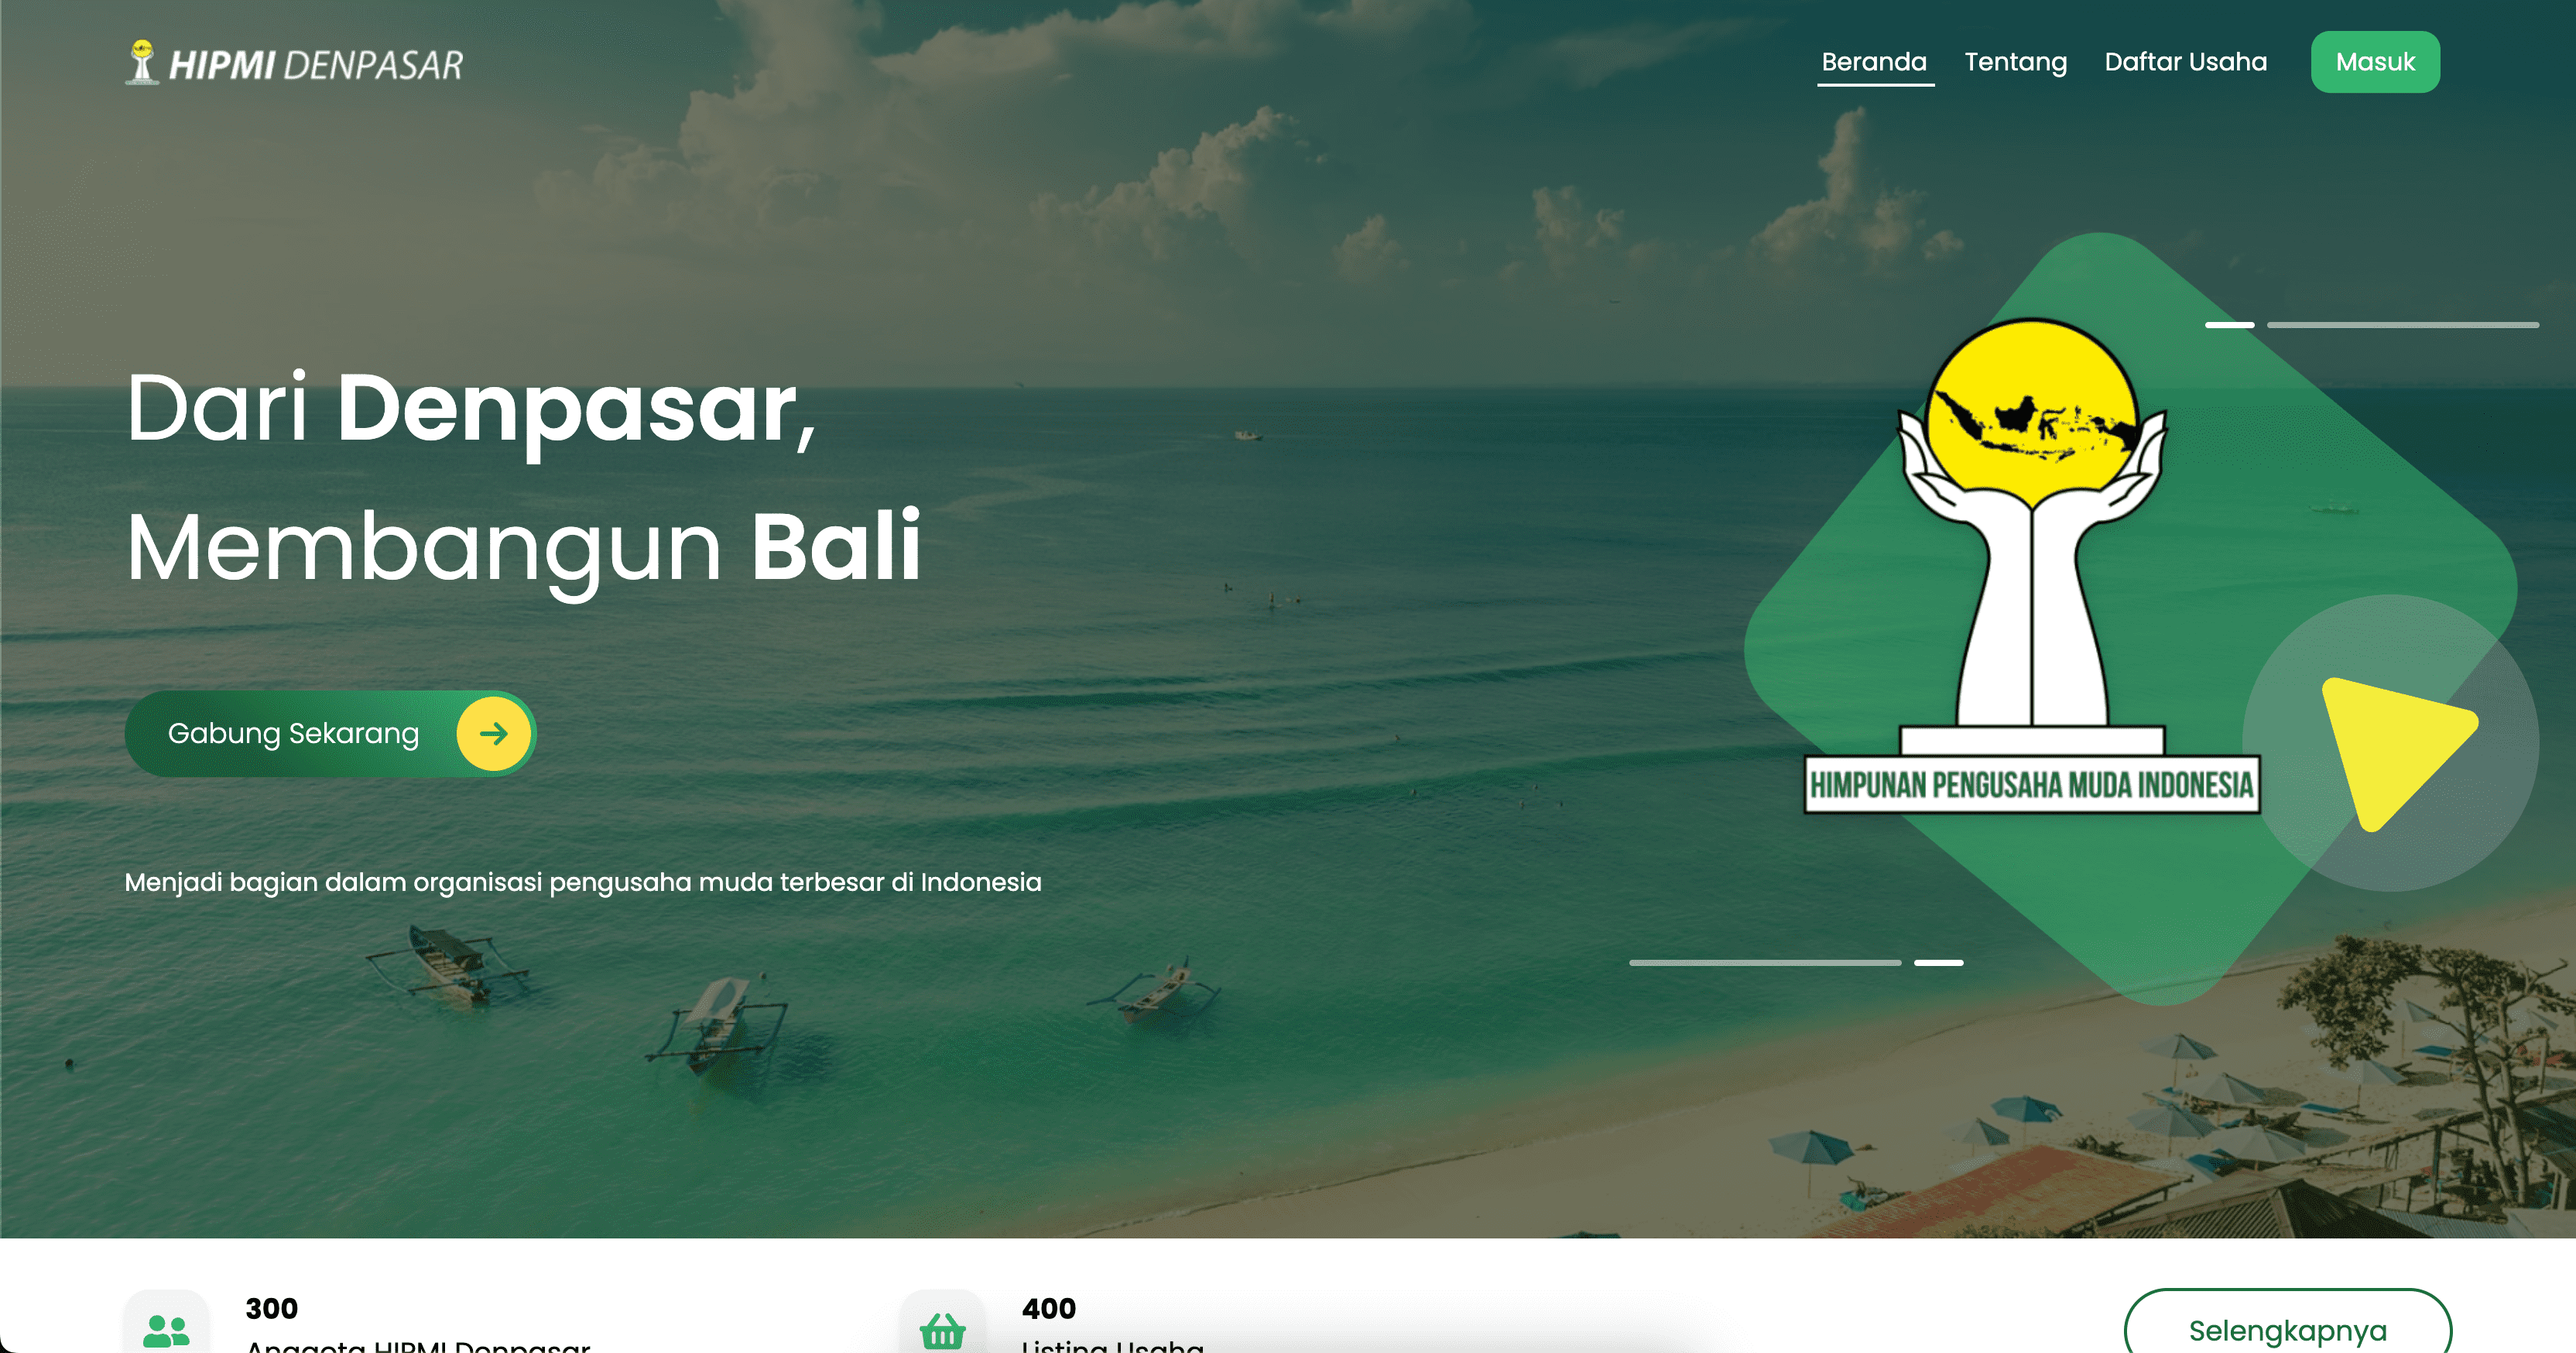 HIPMI DENPASAR
Beranda
Tentang
Daftar Usaha
Masuk
Dari Denpasar,
Membangun Bali
Gabung Sekarang
Menjadi bagian dalam organisasi pengusaha muda terbesar di Indonesia
HIMPUNAN PENGUSAHA MUDA INDONESIA
300
Anggota HIPMI Denpasar
400
Listing Usaha
Selengkapnya